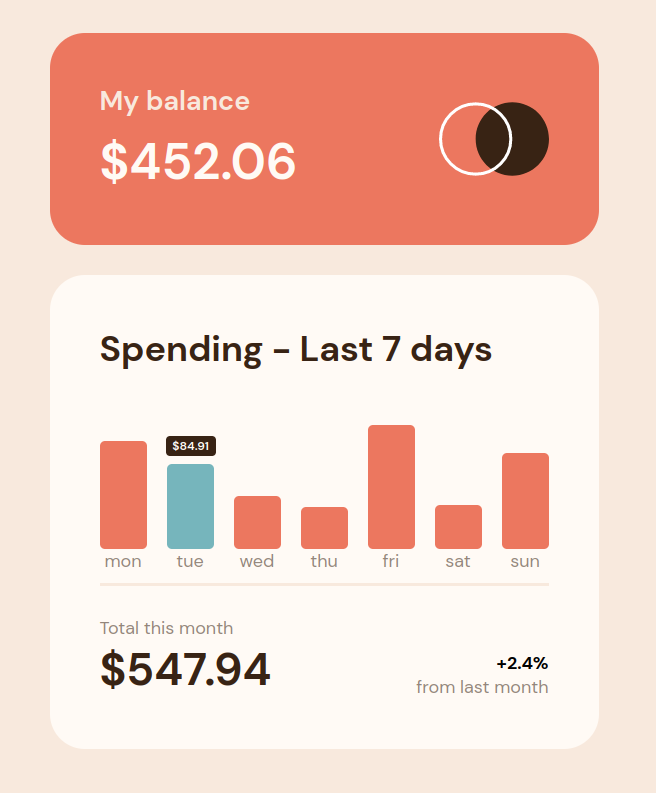 My balance
$452.06
Spending - Last 7 days
$84.91
mon tue wed thu fri sat sun
Total this month
$547.94
+2.4%
from last month